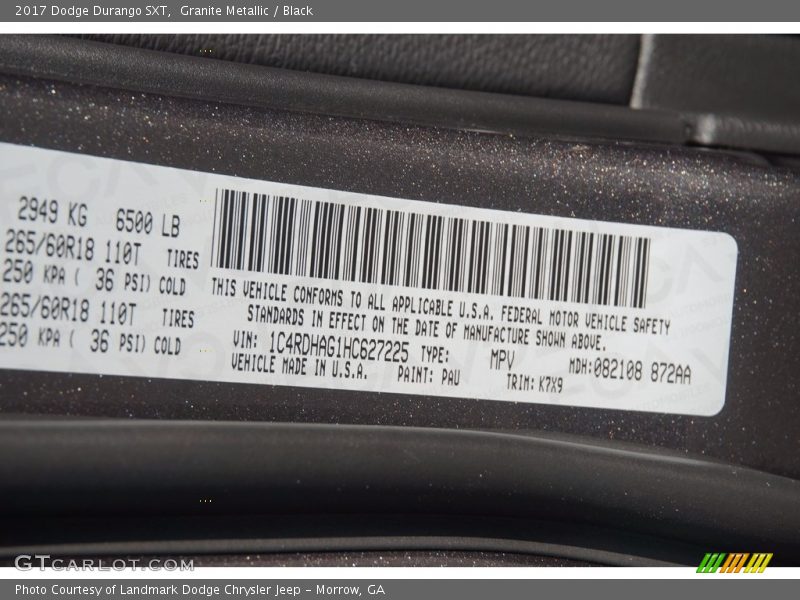 2017 Dodge Durango SXT, Granite Metallic / Black
2949 KG 6500 LB
265/60R18 110T TIRES
250 KPA ( 36 PSI) COLD
265/60R18 110T TIRES
250 KPA ( 36 PSI) COLD
THIS VEHICLE CONFORMS TO ALL APPLICABLE U.S.A. FEDERAL MOTOR VEHICLE SAFETY
STANDARDS IN EFFECT ON THE DATE OF MANUFACTURE SHOWN ABOVE.
VIN: 1C4RDHAG1HC627225 TYPE: MPV MDH:082108 872AA
VEHICLE MADE IN U.S.A. PAINT: PAU TRIM: K7X9
GTCARLOT.COM
Photo Courtesy of Landmark Dodge Chrysler Jeep - Morrow, GA